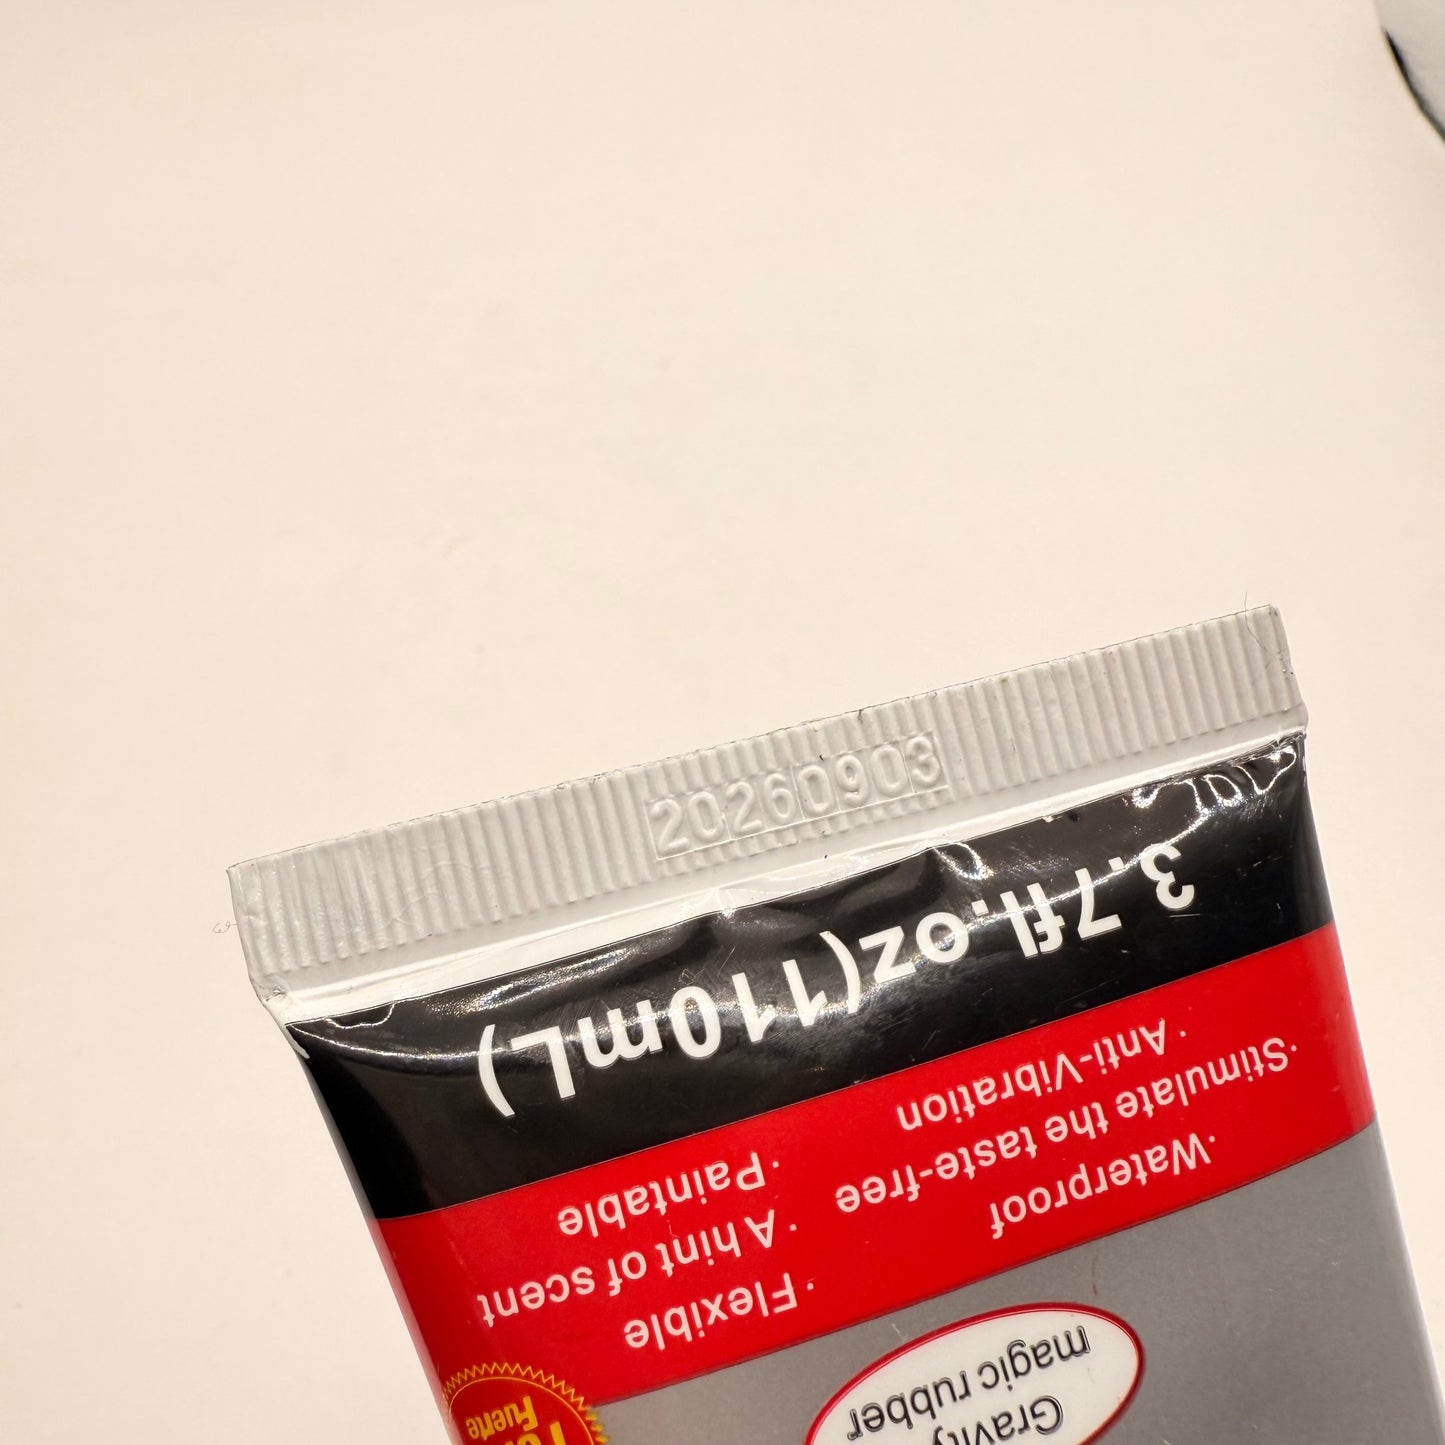 20260903
Gravity
magic rubber
Fuerte
· Waterproof
· Stimulate the taste-free
· Anti-Vibration
· Flexible
· A hint of scent
· Paintable
3.7fl.oz(110mL)